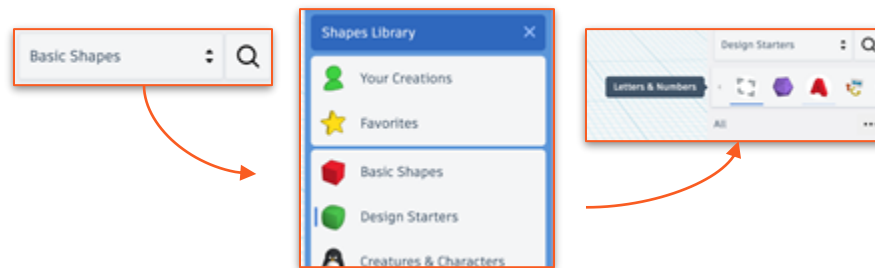 Basic Shapes
Shapes Library
Your Creations
Favorites
Basic Shapes
Design Starters
Creatures & Characters
Design Starters
Letters & Numbers
All